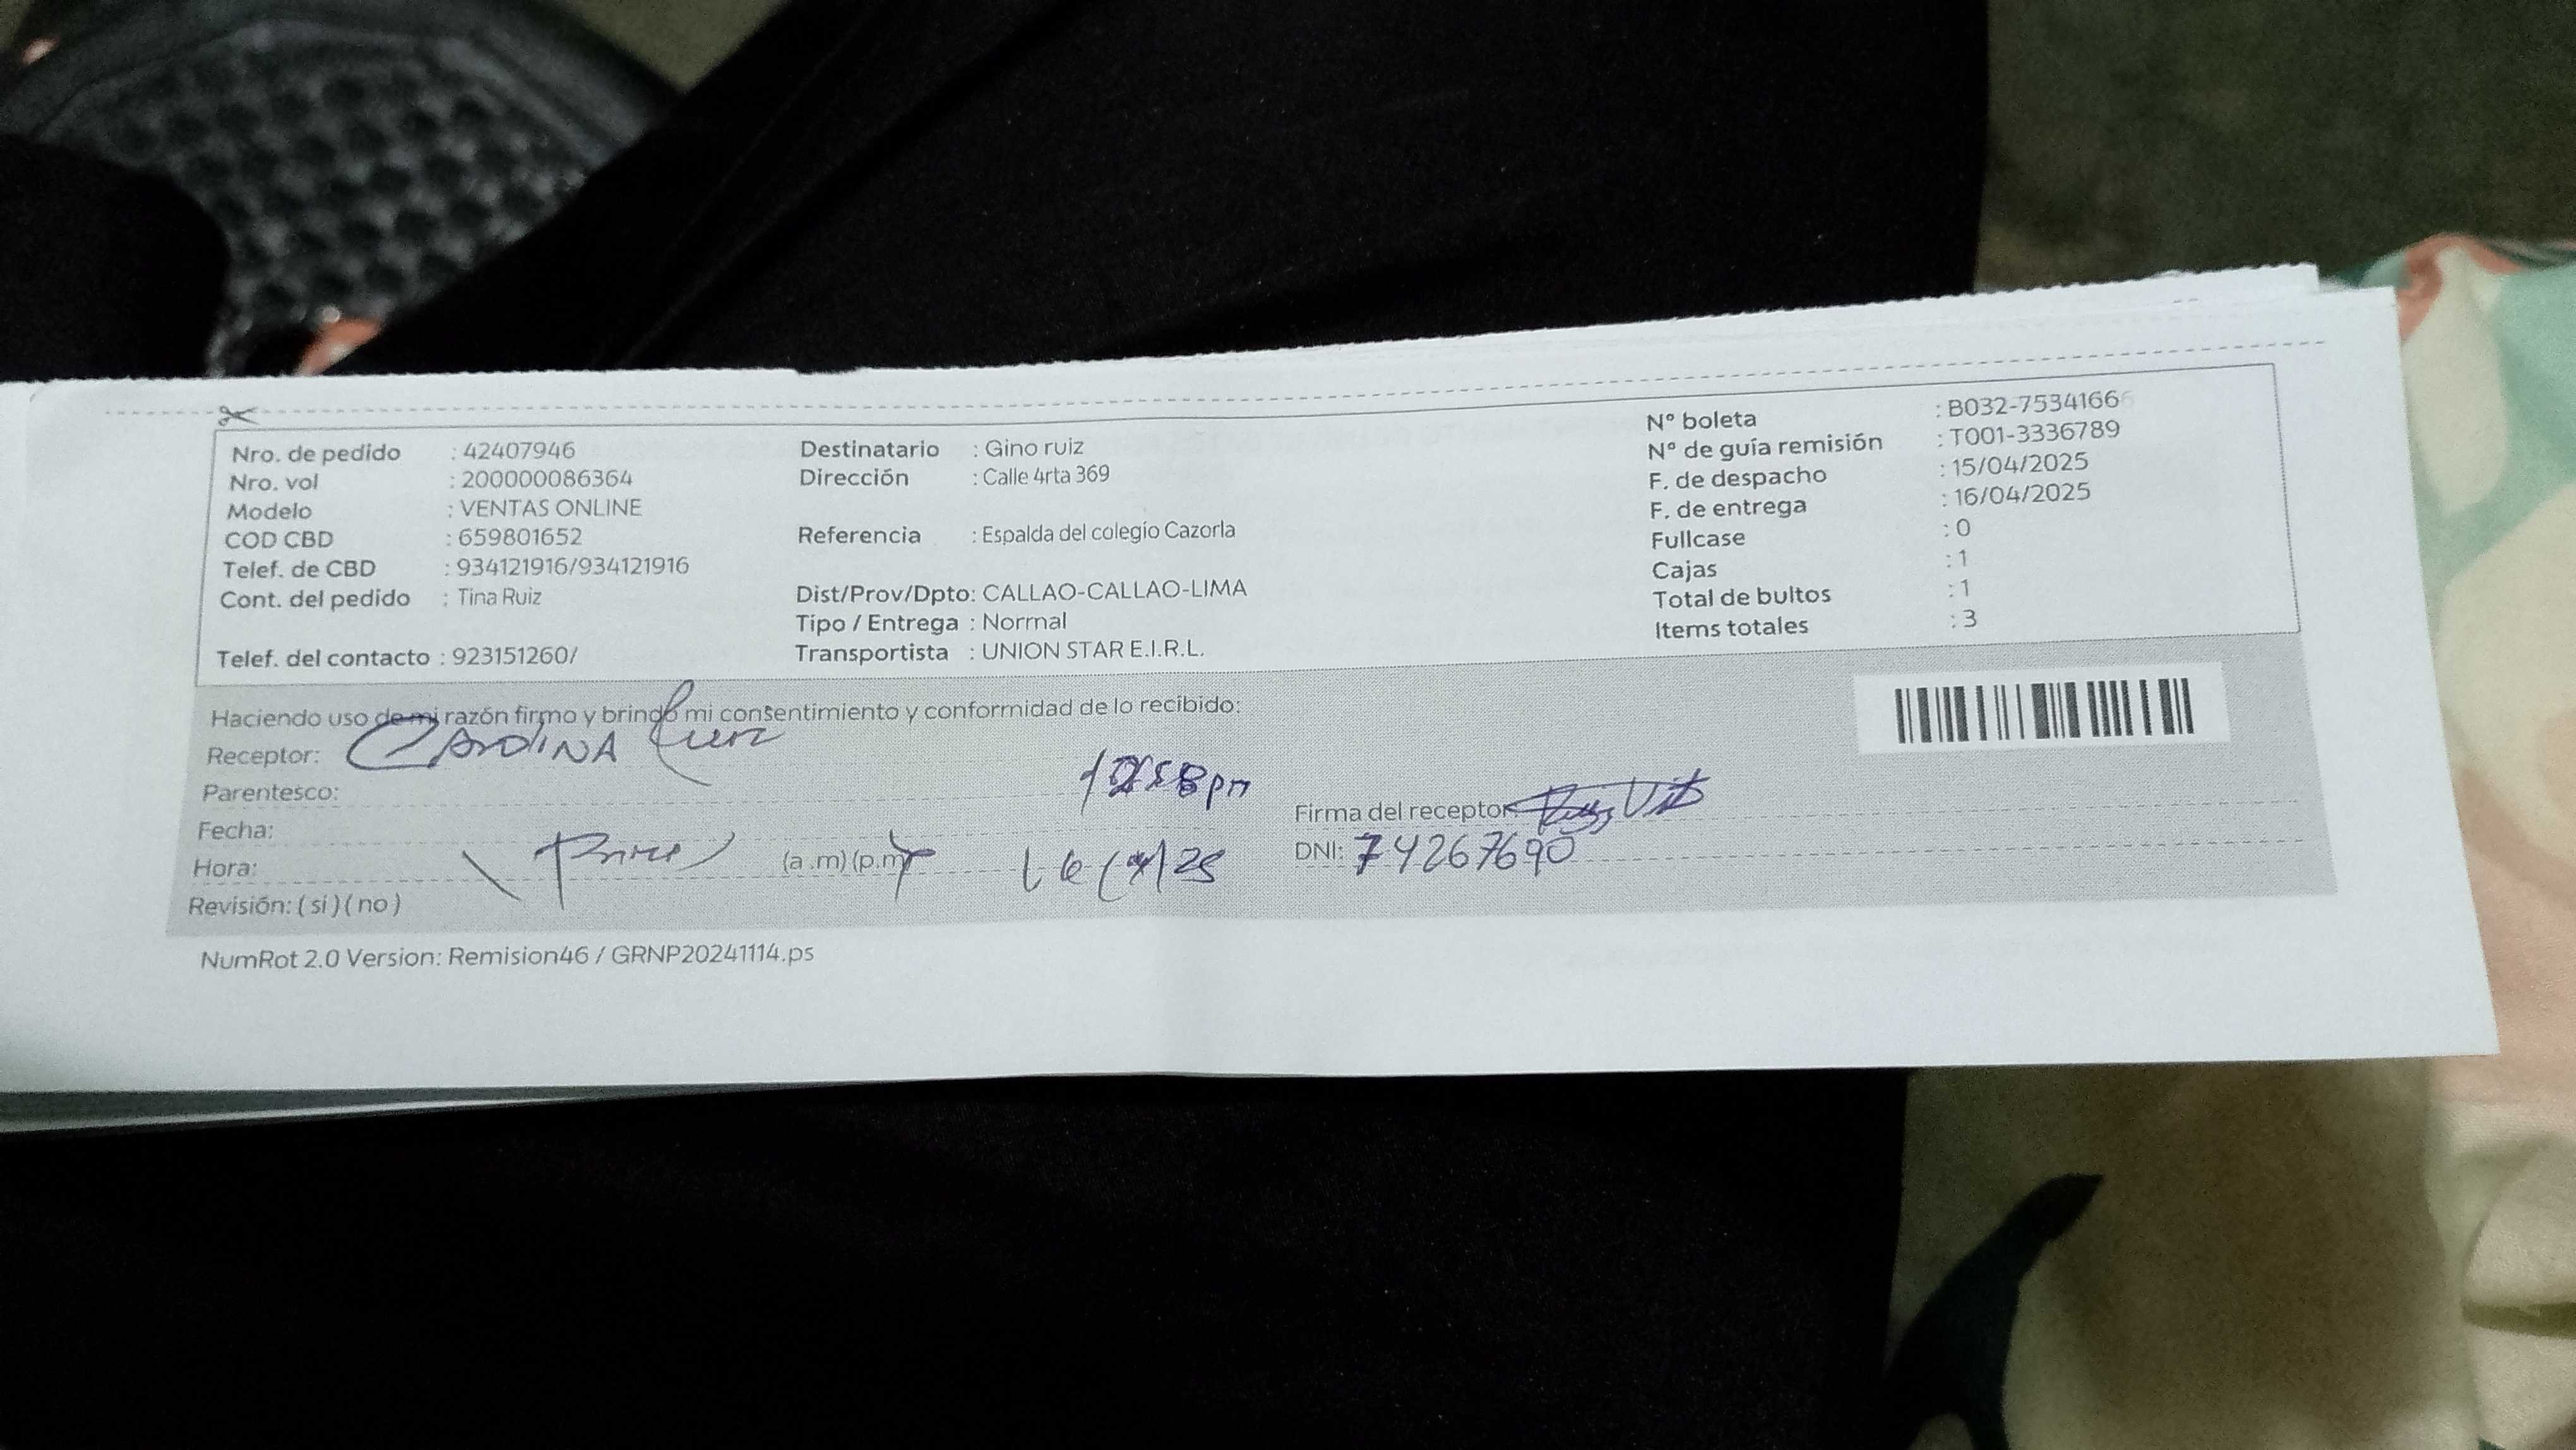 Nro. de pedido : 42407946
Nro. vol : 200000086364
Modelo : VENTAS ONLINE
COD CBD : 659801652
Telef. de CBD : 934121916/934121916
Cont. del pedido : Tina Ruiz
Telef. del contacto : 923151260/
Destinatario : Gino ruiz
Dirección : Calle 4rta 369
Referencia : Espalda del colegio Cazorla
Dist/Prov/Dpto: CALLAO-CALLAO-LIMA
Tipo / Entrega : Normal
Transportista : UNION STAR E.I.R.L.
N° boleta : B032-75341666
N° de guía remisión : T001-3336789
F. de despacho : 15/04/2025
F. de entrega : 16/04/2025
Fullcase : 0
Cajas : 1
Total de bultos : 1
Items totales : 3
Haciendo uso de mi razón firmo y brindo mi consentimiento y conformidad de lo recibido:
Receptor: CAROLINA Ruiz
Parentesco:
Fecha:
Hora: (a.m)(p.m)
Revisión: (si)(no)
Firma del receptor
DNI: 74267690
NumRot 2.0 Version: Remision46 / GRNP20241114.ps